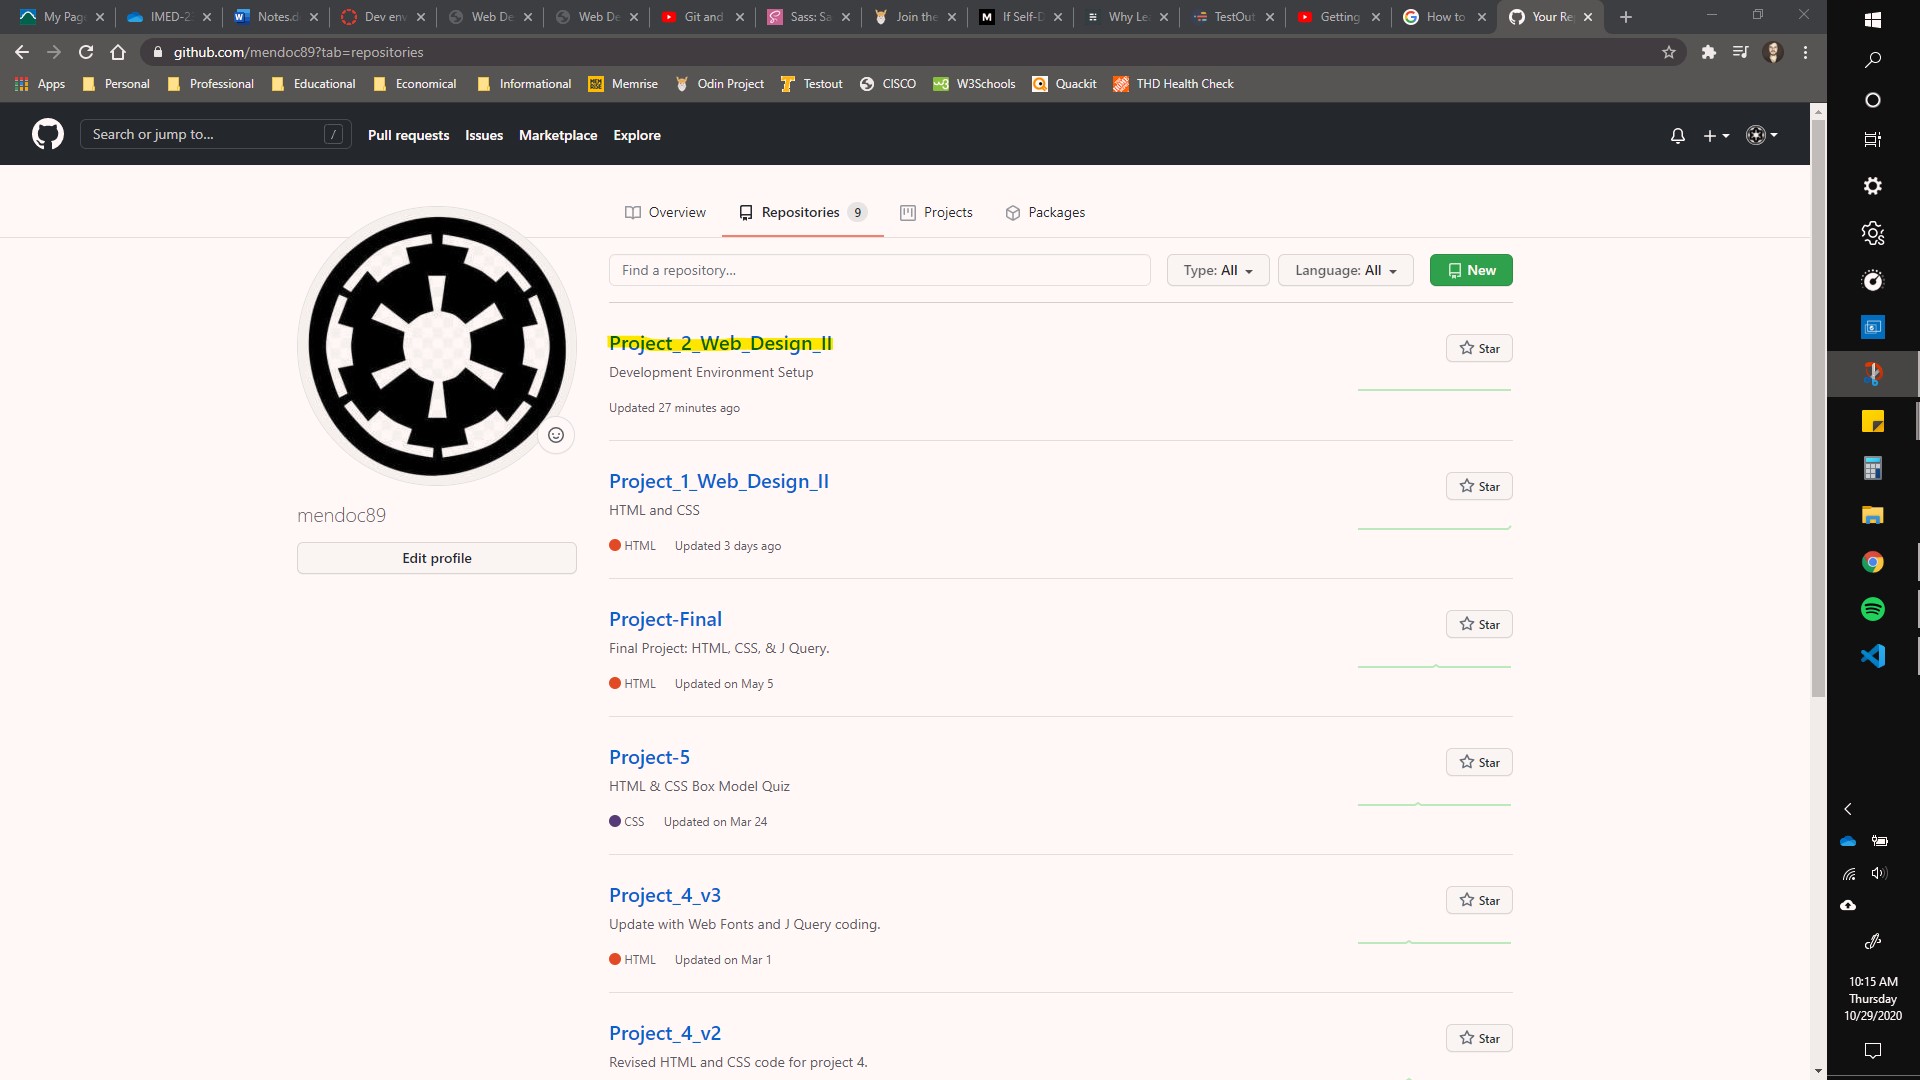 My Page
IMED-2
Notes.d
Dev env
Web De
Web De
Git and
Sass: Sa
Join the
If Self-D
Why Le
TestOut
Getting
How to
Your Re
github.com/mendoc89?tab=repositories
Apps
Personal
Professional
Educational
Economical
Informational
Memrise
Odin Project
Testout
CISCO
W3Schools
Quackit
THD Health Check
Search or jump to...
/
Pull requests
Issues
Marketplace
Explore
Overview
Repositories 9
Projects
Packages
Find a repository...
Type: All
Language: All
New
Project_2_Web_Design_II
Star
Development Environment Setup
Updated 27 minutes ago
Project_1_Web_Design_II
Star
HTML and CSS
HTML Updated 3 days ago
mendoc89
Edit profile
Project-Final
Star
Final Project: HTML, CSS, & J Query.
HTML Updated on May 5
Project-5
Star
HTML & CSS Box Model Quiz
CSS Updated on Mar 24
Project_4_v3
Star
Update with Web Fonts and J Query coding.
HTML Updated on Mar 1
Project_4_v2
Star
Revised HTML and CSS code for project 4.
10:15 AM
Thursday
10/29/2020